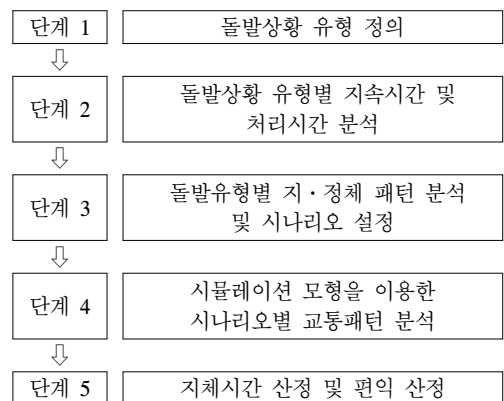 단계 1
돌발상황 유형 정의
단계 2
돌발상황 유형별 지속시간 및
처리시간 분석
단계 3
돌발유형별 지・정체 패턴 분석
및 시나리오 설정
단계 4
시뮬레이션 모형을 이용한
시나리오별 교통패턴 분석
단계 5
지체시간 산정 및 편익 산정